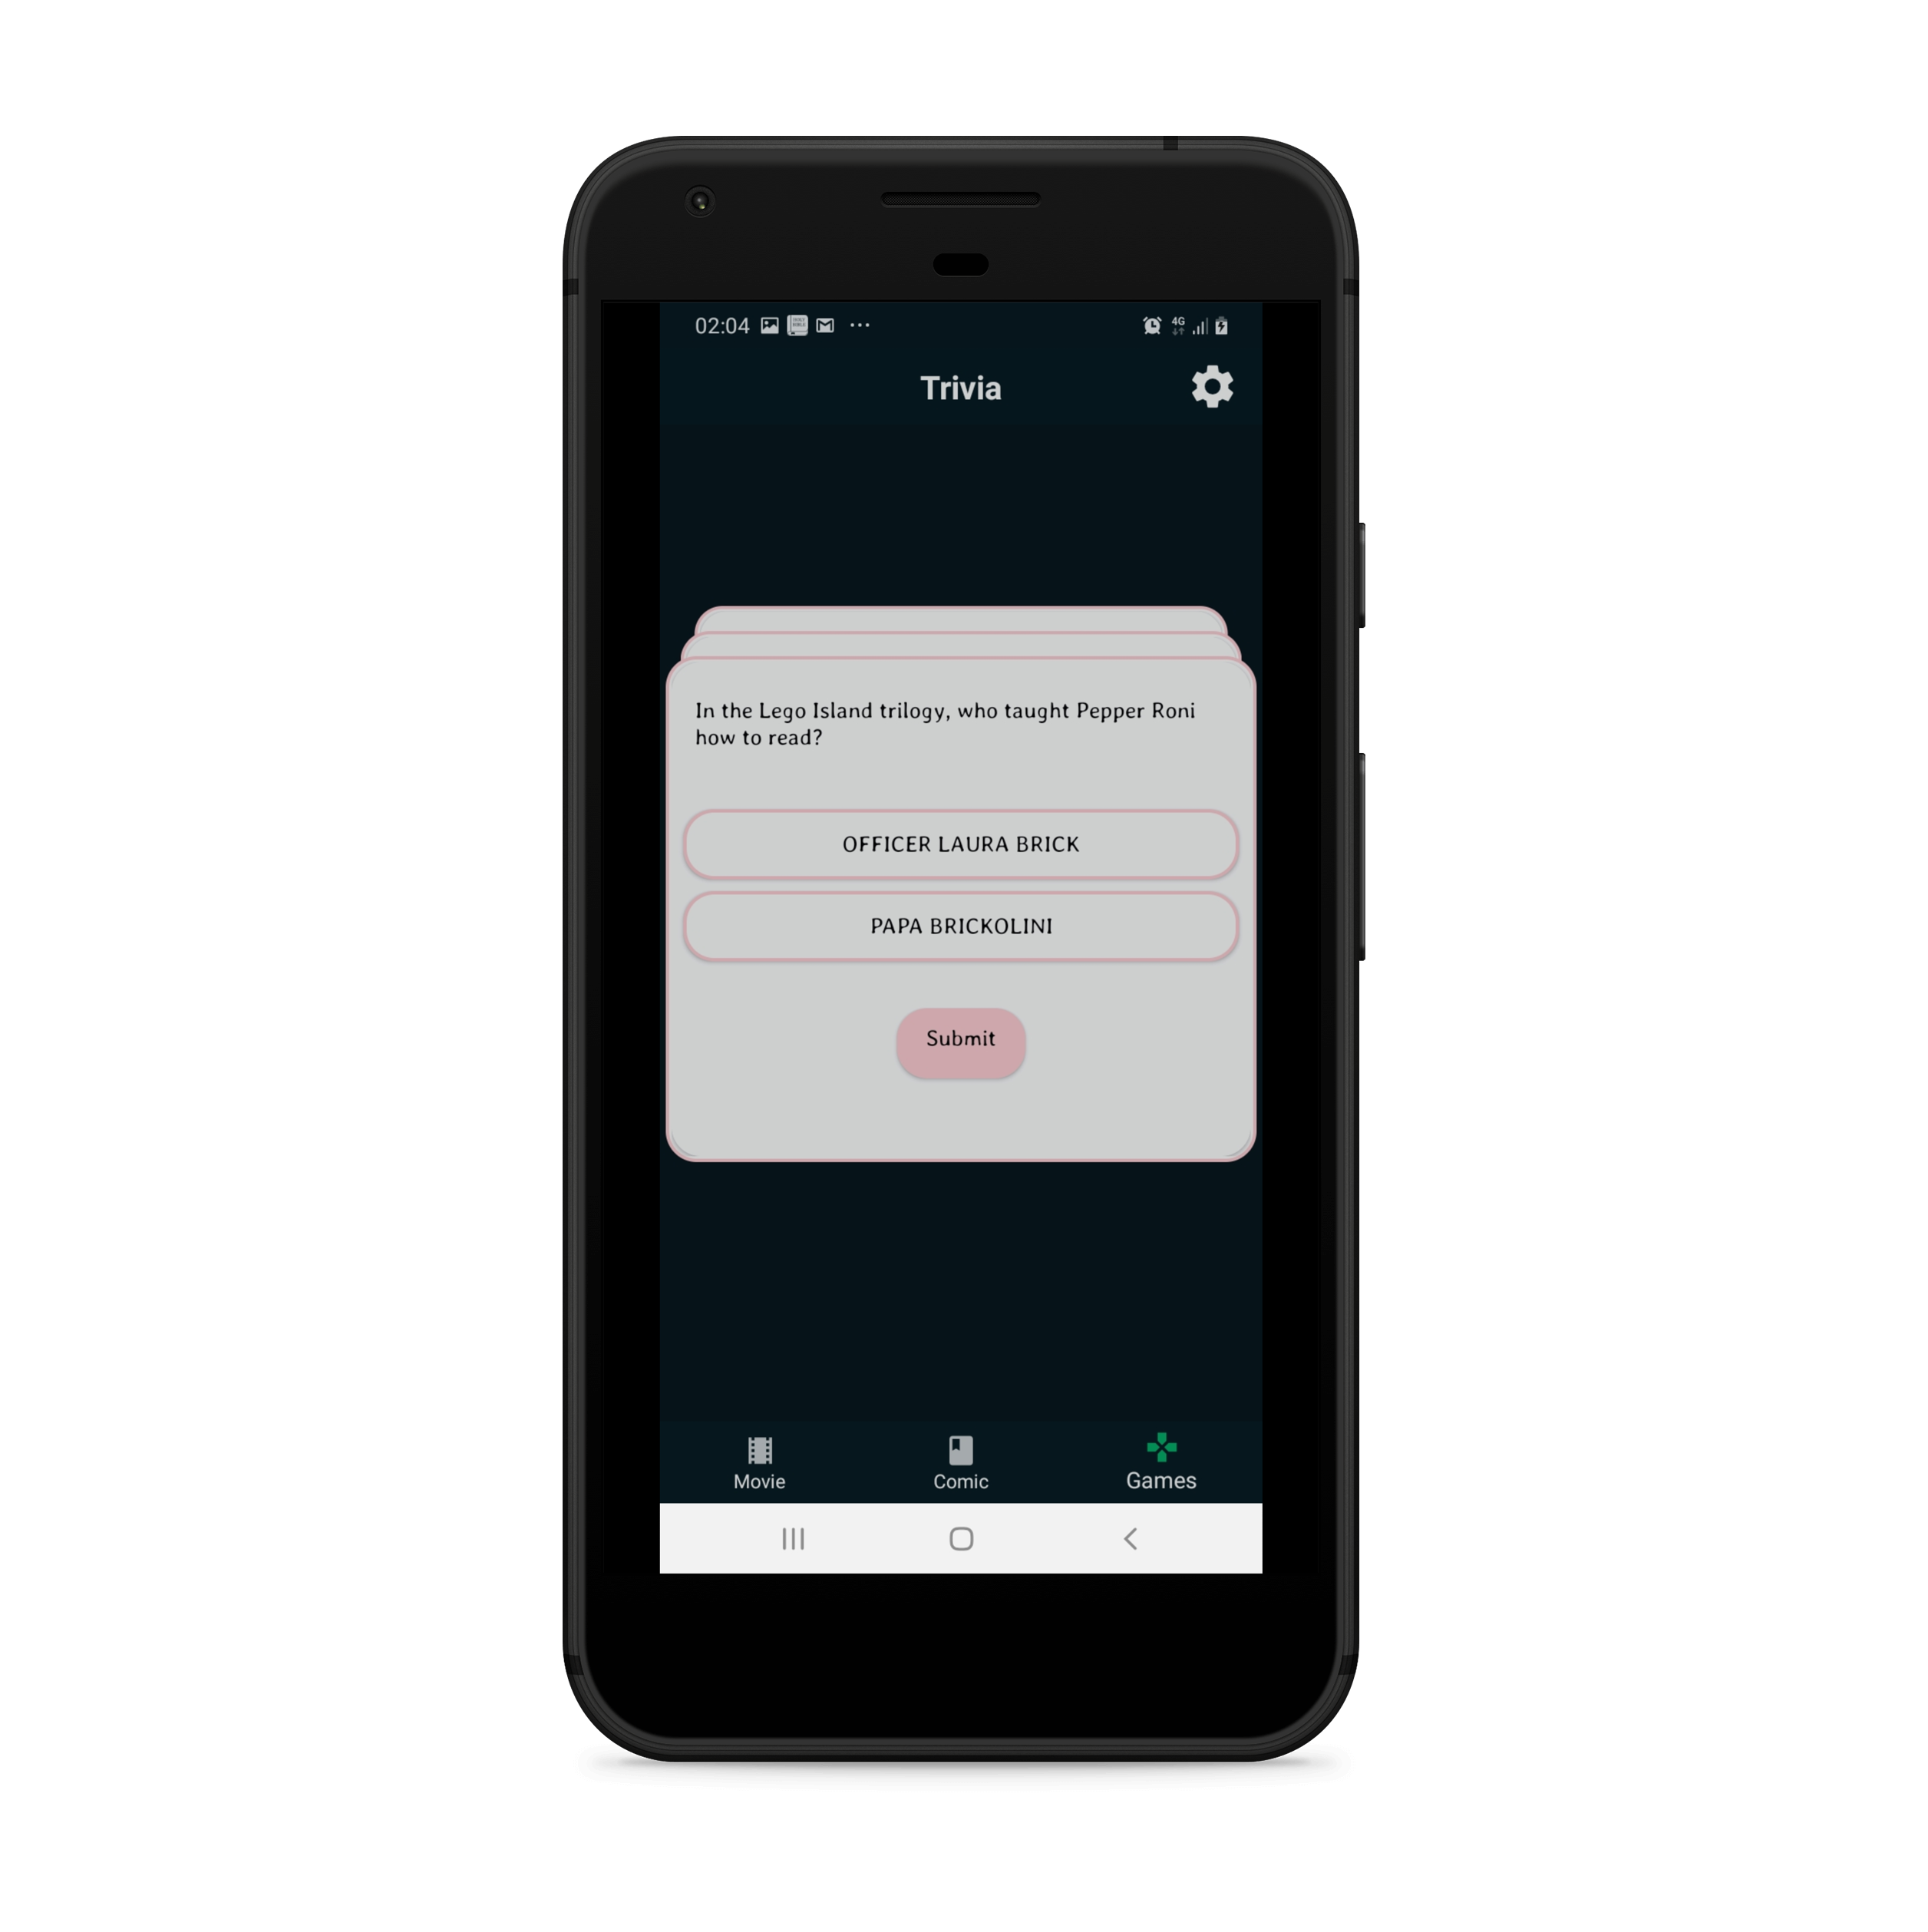 02:04
4G
Trivia
In the Lego Island trilogy, who taught Pepper Roni
how to read?
OFFICER LAURA BRICK
PAPA BRICKOLINI
Submit
Movie
Comic
Games